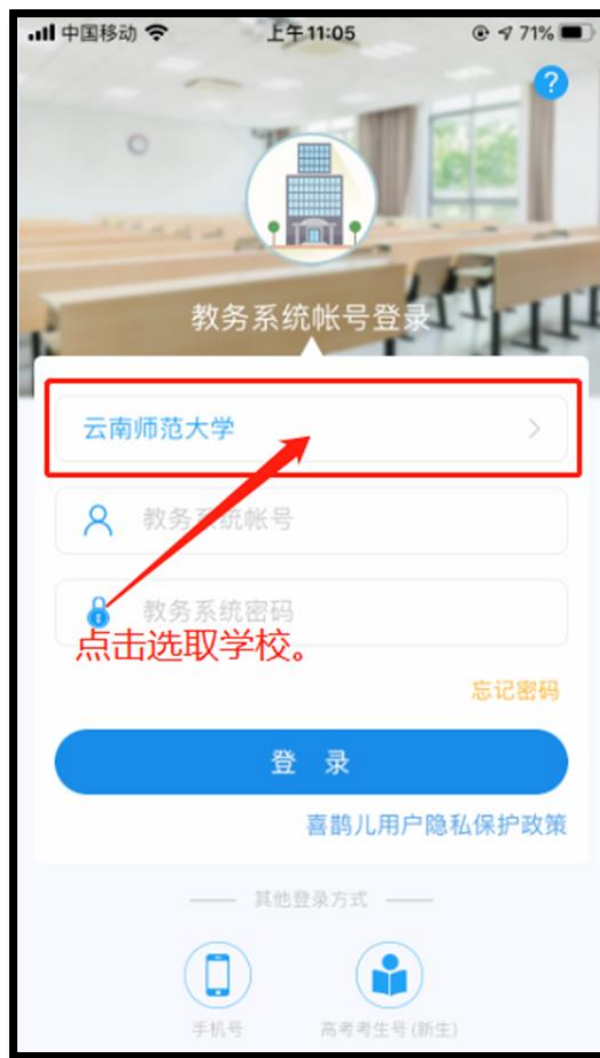 中国移动 上午11:05 71%
?
教务系统帐号登录
云南师范大学
教务系统帐号
教务系统密码
点击选取学校。
忘记密码
登 录
喜鹊儿用户隐私保护政策
其他登录方式
手机号 高考考生号(新生)